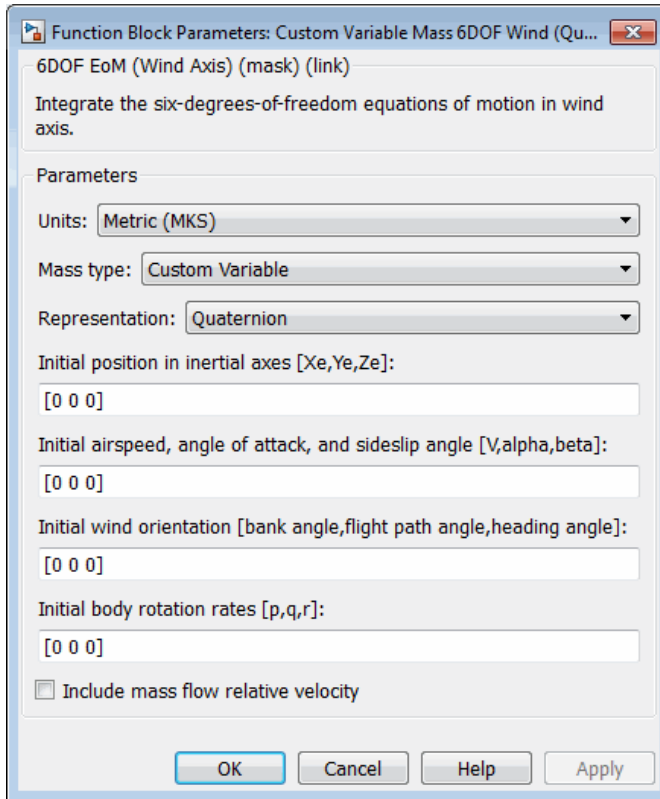 Function Block Parameters: Custom Variable Mass 6DOF Wind (Qu...
6DOF EoM (Wind Axis) (mask) (link)
Integrate the six-degrees-of-freedom equations of motion in wind
axis.
Parameters
Units: Metric (MKS)
Mass type: Custom Variable
Representation: Quaternion
Initial position in inertial axes [Xe,Ye,Ze]:
[0 0 0]
Initial airspeed, angle of attack, and sideslip angle [V,alpha,beta]:
[0 0 0]
Initial wind orientation [bank angle,flight path angle,heading angle]:
[0 0 0]
Initial body rotation rates [p,q,r]:
[0 0 0]
Include mass flow relative velocity
OK Cancel Help Apply